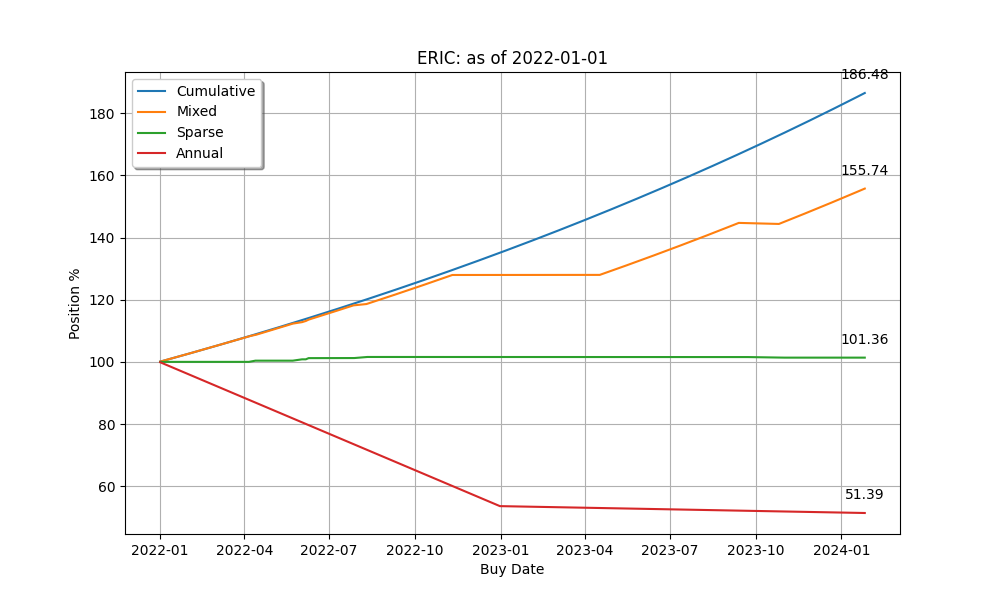 ERIC: as of 2022-01-01
Cumulative
Mixed
Sparse
Annual
186.48
155.74
101.36
51.39
Position %
180
160
140
120
100
80
60
2022-01 2022-04 2022-07 2022-10 2023-01 2023-04 2023-07 2023-10 2024-01
Buy Date